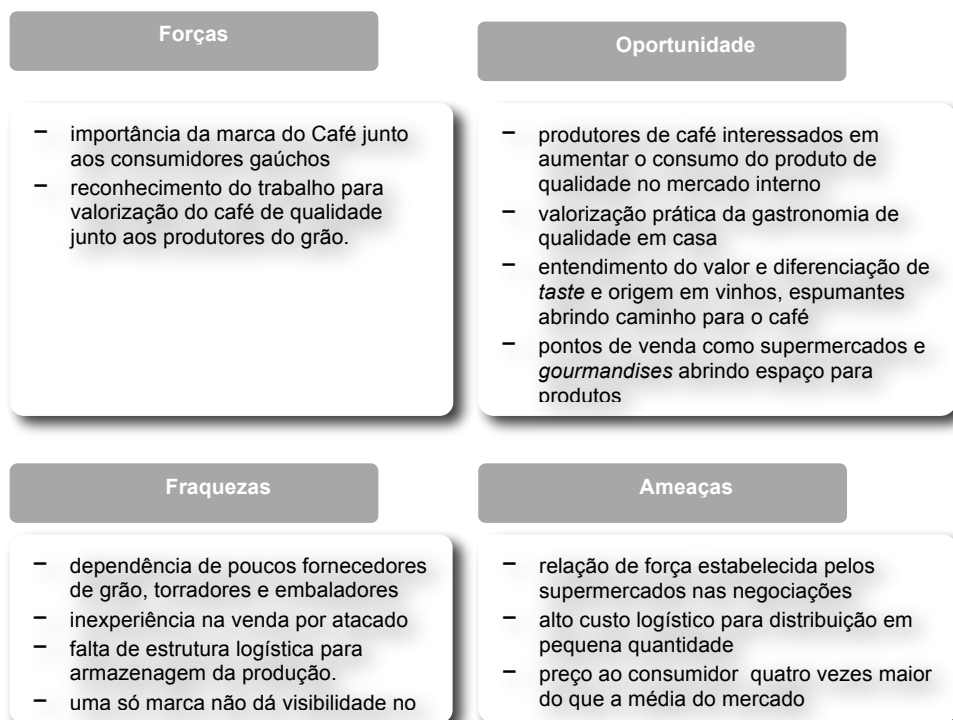 Forças
– importância da marca do Café junto
aos consumidores gaúchos
– reconhecimento do trabalho para
valorização do café de qualidade
junto aos produtores do grão.
Oportunidade
– produtores de café interessados em
aumentar o consumo do produto de
qualidade no mercado interno
– valorização prática da gastronomia de
qualidade em casa
– entendimento do valor e diferenciação de
taste e origem em vinhos, espumantes
abrindo caminho para o café
– pontos de venda como supermercados e
gourmandises abrindo espaço para
produtos
Fraquezas
– dependência de poucos fornecedores
de grão, torradores e embaladores
– inexperiência na venda por atacado
– falta de estrutura logística para
armazenagem da produção.
– uma só marca não dá visibilidade no
Ameaças
– relação de força estabelecida pelos
supermercados nas negociações
– alto custo logístico para distribuição em
pequena quantidade
– preço ao consumidor quatro vezes maior
do que a média do mercado